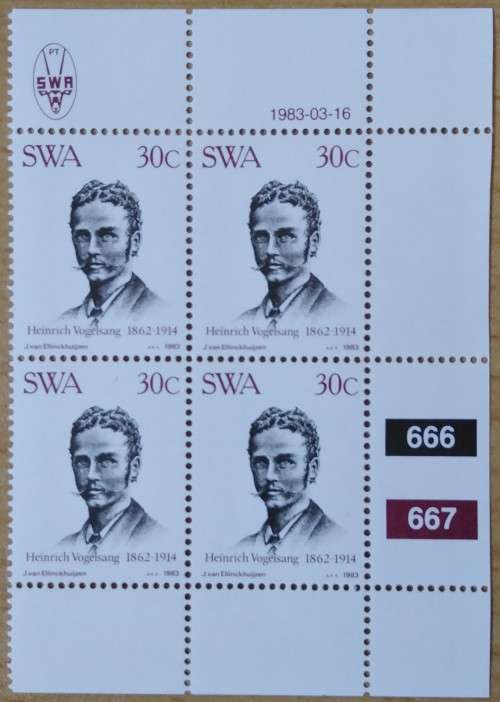 PT
SWA
1983-03-16
SWA 30c
Heinrich Vogelsang 1862-1914
J. van Ellinckhuijzen 1983
SWA 30c
Heinrich Vogelsang 1862-1914
J. van Ellinckhuijzen 1983
SWA 30c
Heinrich Vogelsang 1862-1914
J. van Ellinckhuijzen 1983
SWA 30c
Heinrich Vogelsang 1862-1914
J. van Ellinckhuijzen 1983
666
667